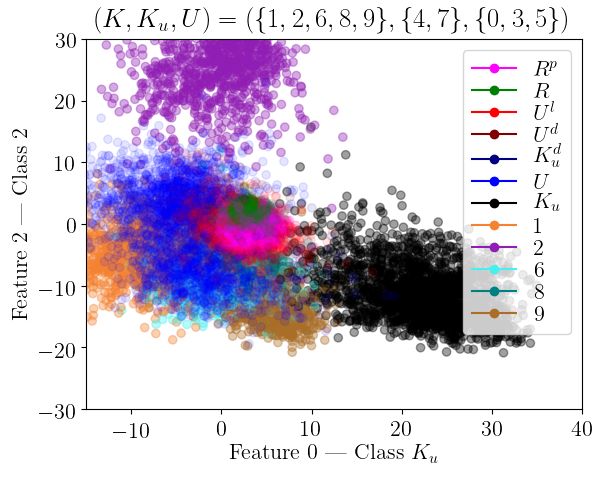 (K, K_u, U) = ({1, 2, 6, 8, 9}, {4, 7}, {0, 3, 5})
30
20
10
0
−10
−20
−30
Feature 2 — Class 2
R^p
R
U^l
U^d
K_u^d
U
K_u
1
2
6
8
9
−10
0
10
20
30
40
Feature 0 — Class K_u